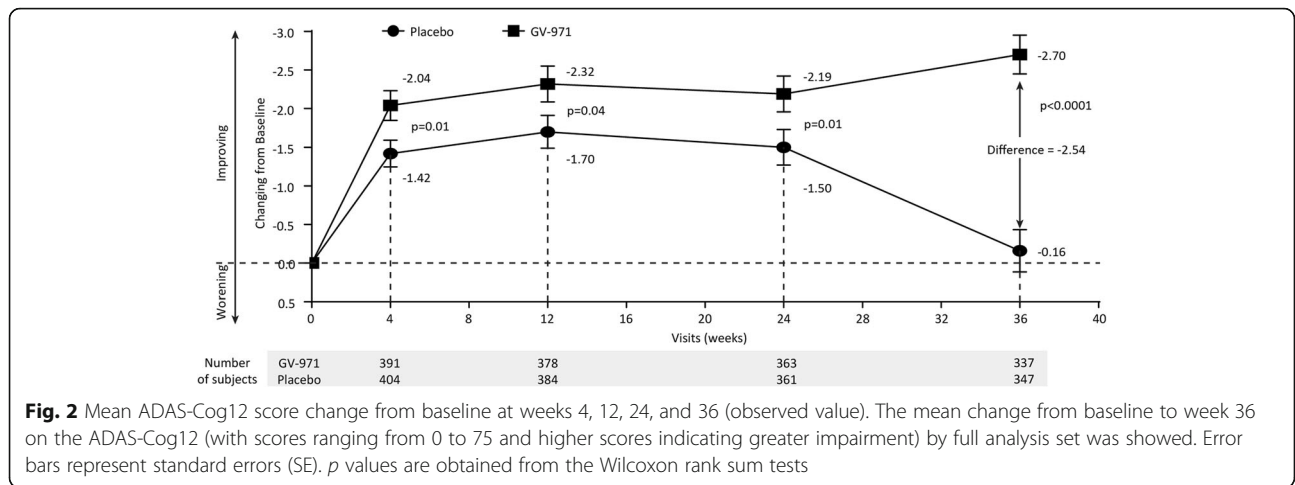 Placebo GV-971
-3.0
-2.5
-2.0
-1.5
-1.0
-0.5
0.0
0.5
Improving
Worening
Changing from Baseline
-2.04
-2.32
-2.19
-2.70
p=0.01
p=0.04
p=0.01
p<0.0001
Difference = -2.54
-1.42
-1.70
-1.50
-0.16
0 4 8 12 16 20 24 28 32 36 40
Visits (weeks)
Number of subjects
GV-971 391 378 363 337
Placebo 404 384 361 347
Fig. 2 Mean ADAS-Cog12 score change from baseline at weeks 4, 12, 24, and 36 (observed value). The mean change from baseline to week 36
on the ADAS-Cog12 (with scores ranging from 0 to 75 and higher scores indicating greater impairment) by full analysis set was showed. Error
bars represent standard errors (SE). p values are obtained from the Wilcoxon rank sum tests